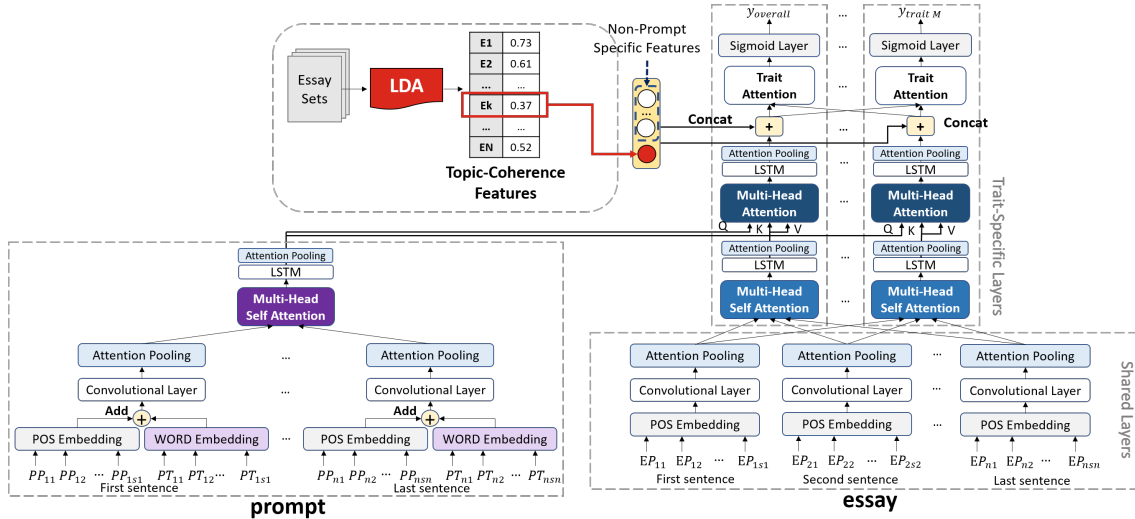 y_overall ... y_trait M
Sigmoid Layer ... Sigmoid Layer
Trait Attention ... Trait Attention
Non-Prompt
Specific Features
Essay
Sets
LDA
E1 0.73
E2 0.61
... ...
Ek 0.37
... ...
EN 0.52
Topic-Coherence
Features
...
Concat
+ ... +
Concat
Attention Pooling ... Attention Pooling
LSTM LSTM
Multi-Head
Attention
...
Multi-Head
Attention
Q K V Q K V
Attention Pooling ... Attention Pooling
LSTM LSTM
Multi-Head
Self Attention
...
Multi-Head
Self Attention
Trait-Specific Layers
Attention Pooling
LSTM
Multi-Head
Self Attention
Attention Pooling ... Attention Pooling
Convolutional Layer ... Convolutional Layer
Add + Add +
POS Embedding WORD Embedding ... POS Embedding WORD Embedding
PP11 PP12 ... PP1s1 PT11 PT12 ... PT1s1 PPn1 PPn2 ... PPnsn PTn1 PTn2 ... PTnsn
First sentence Last sentence
prompt
Attention Pooling Attention Pooling ... Attention Pooling
Convolutional Layer Convolutional Layer ... Convolutional Layer
POS Embedding POS Embedding ... POS Embedding
EP11 EP12 ... EP1s1 EP21 EP22 ... EP2s2 EPn1 EPn2 ... EPnsn
First sentence Second sentence Last sentence
essay
Shared Layers